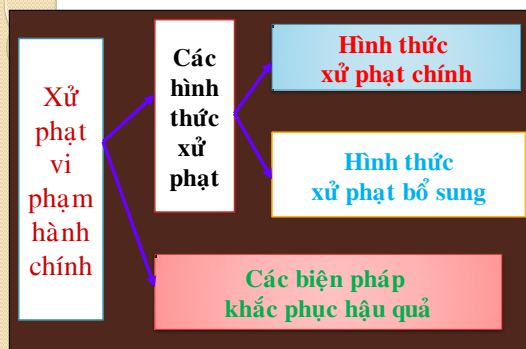 Xử
phạt
vi
phạm
hành
chính
Các
hình
thức
xử
phạt
Hình thức
xử phạt chính
Hình thức
xử phạt bổ sung
Các biện pháp
khắc phục hậu quả